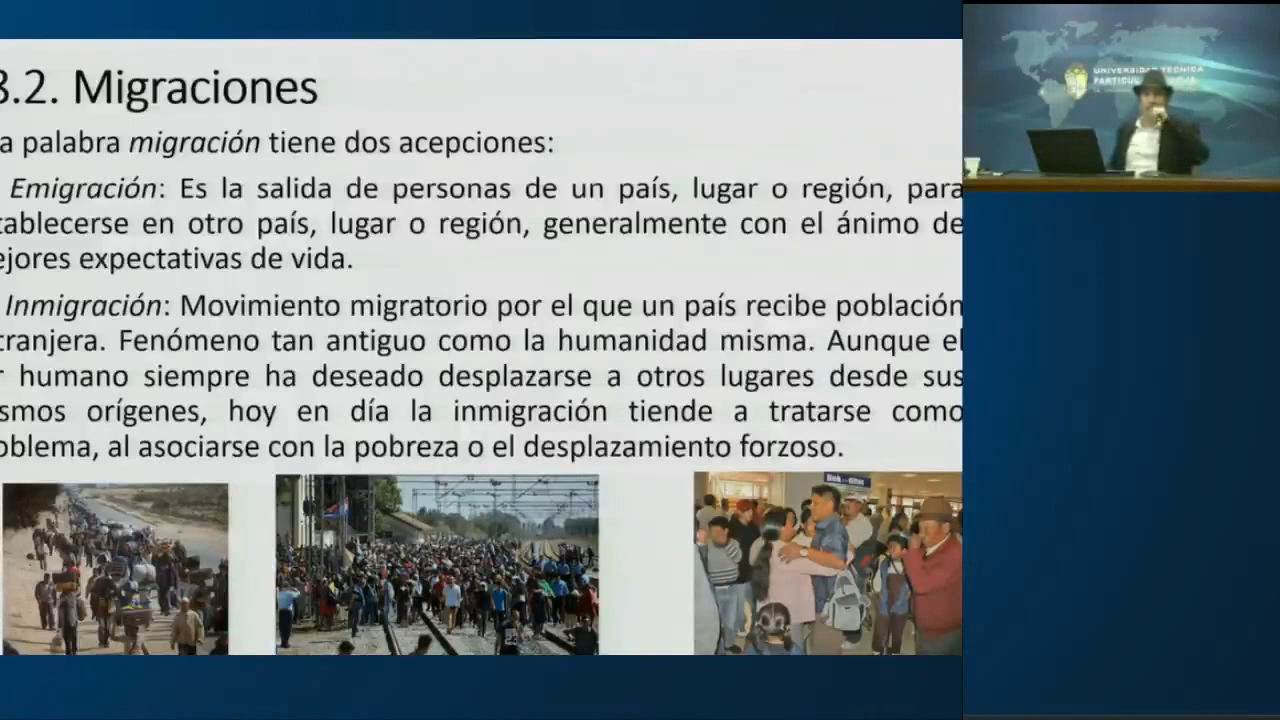 3.2. Migraciones
a palabra migración tiene dos acepciones:
Emigración: Es la salida de personas de un país, lugar o región, para
tablecerse en otro país, lugar o región, generalmente con el ánimo de
ejores expectativas de vida.
Inmigración: Movimiento migratorio por el que un país recibe población
tranjera. Fenómeno tan antiguo como la humanidad misma. Aunque el
r humano siempre ha deseado desplazarse a otros lugares desde sus
ismos orígenes, hoy en día la inmigración tiende a tratarse como
oblema, al asociarse con la pobreza o el desplazamiento forzoso.
UNIVERSIDAD TÉCNICA